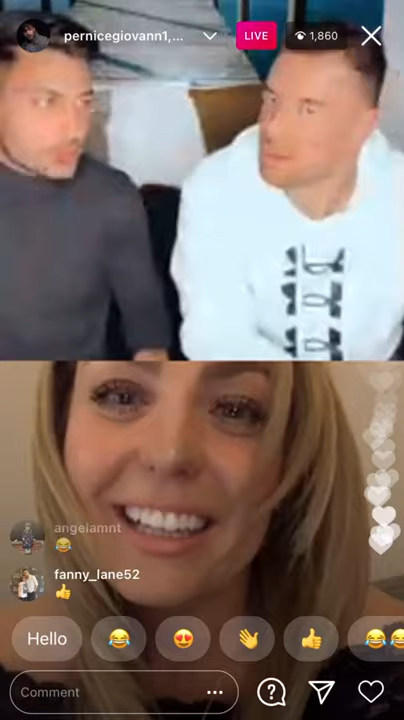 pernicegiovann1,...
LIVE
1,860
angelamnt
😂
fanny_lane52
👍
Hello
😂
😍
👋
👍
😂😂
Comment